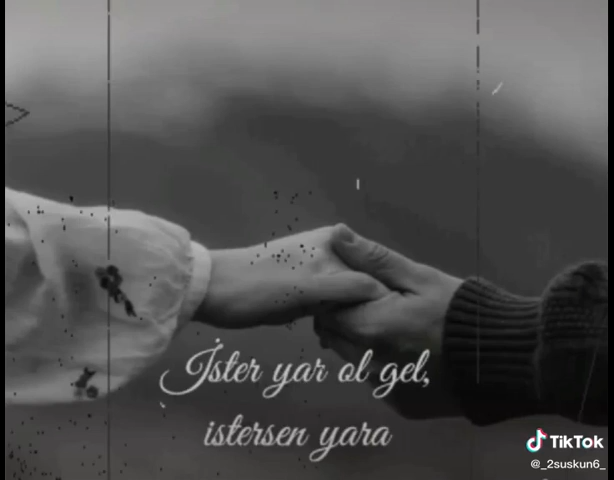 İster yar ol gel,
istersen yara
TikTok
@_2suskun6_